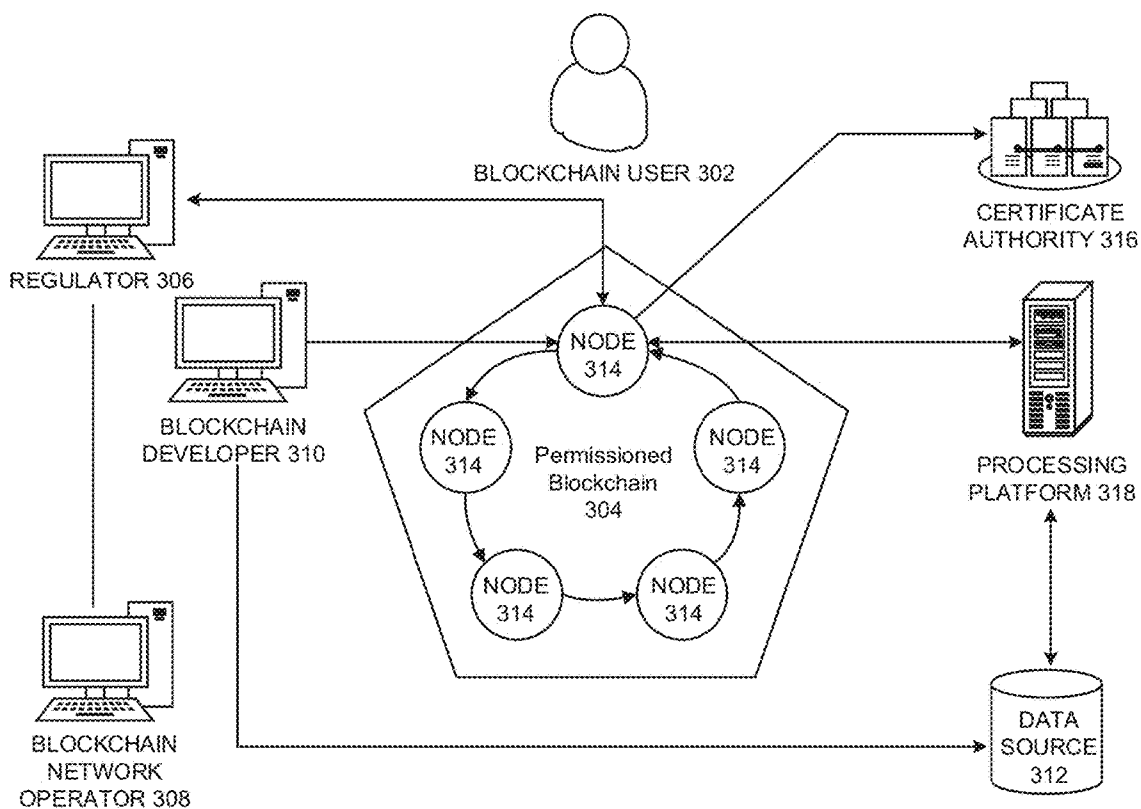 BLOCKCHAIN USER 302
CERTIFICATE
AUTHORITY 316
REGULATOR 306
NODE
314
BLOCKCHAIN
DEVELOPER 310
NODE
314
Permissioned
Blockchain
304
NODE
314
PROCESSING
PLATFORM 318
NODE
314
NODE
314
BLOCKCHAIN
NETWORK
OPERATOR 308
DATA
SOURCE
312